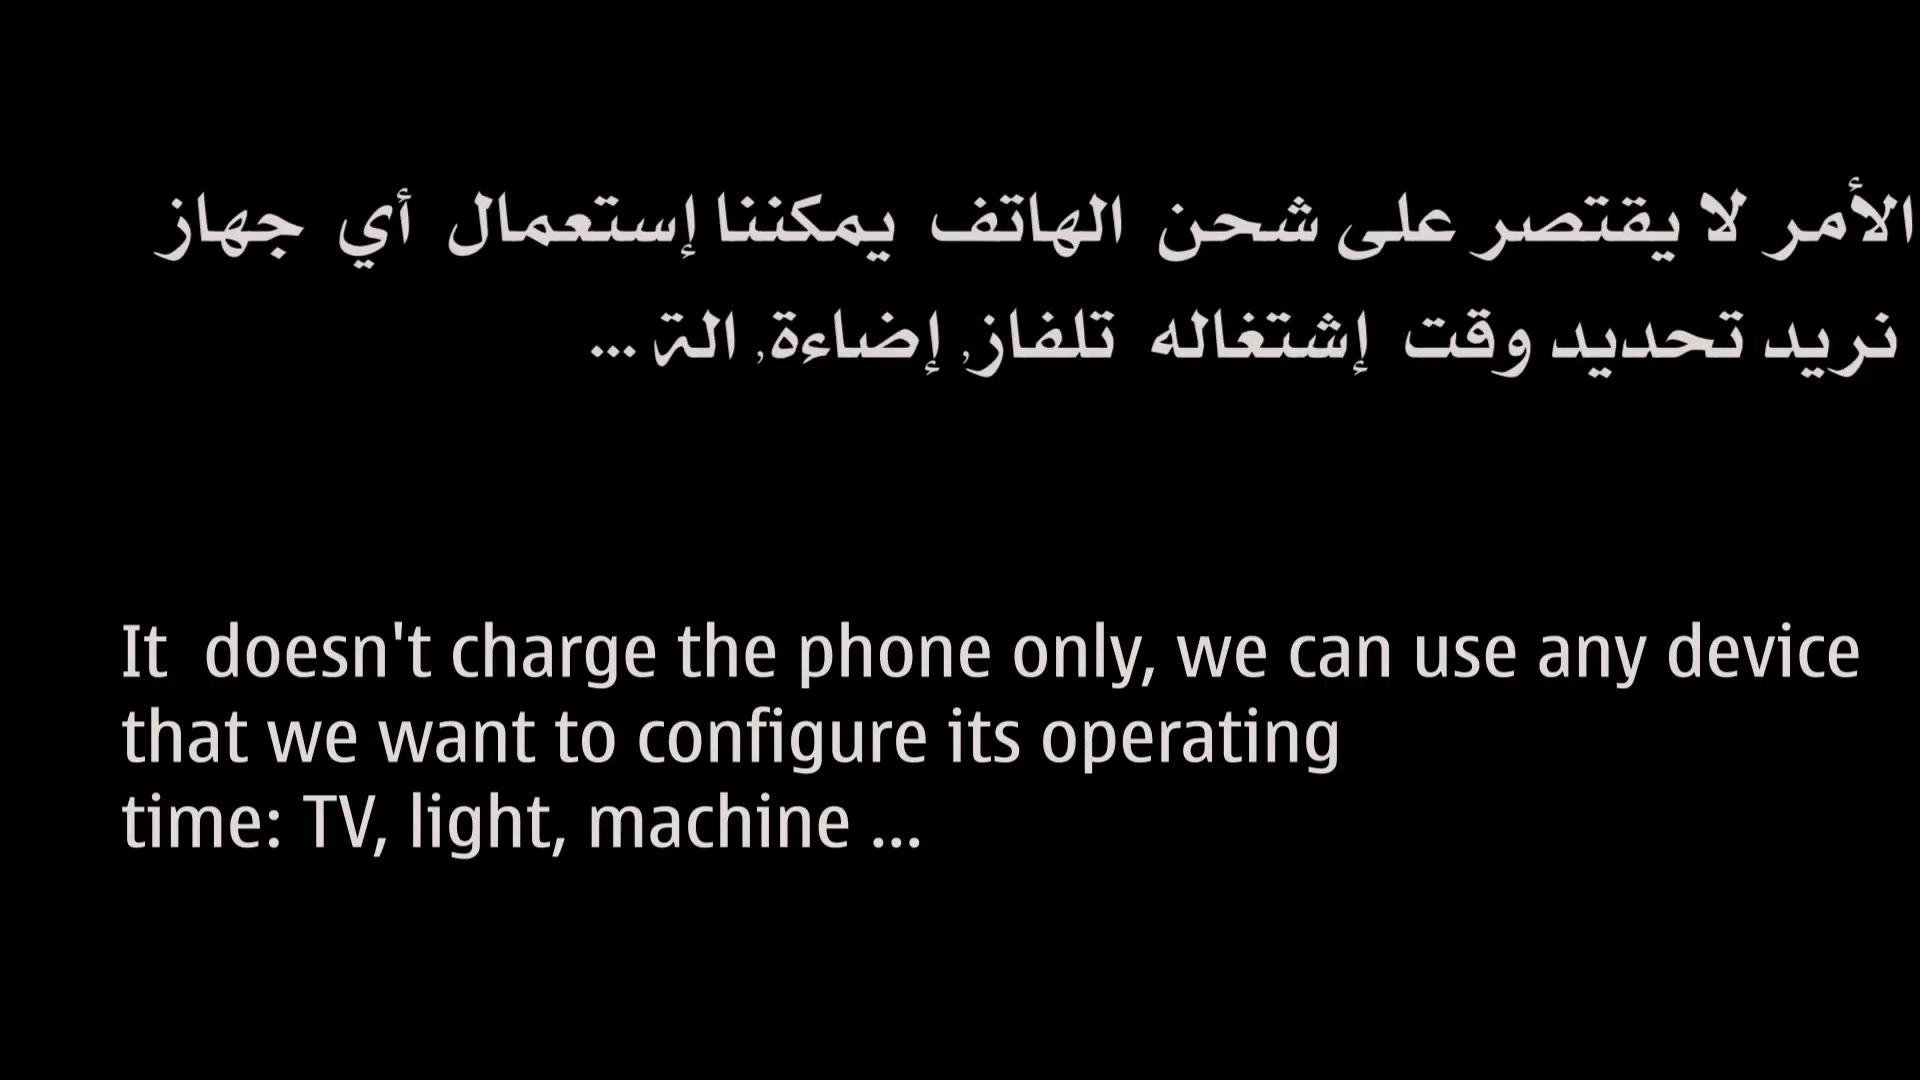 الأمر لا يقتصر على شحن الهاتف يمكننا إستعمال أي جهاز
نريد تحديد وقت إشتغاله تلفاز, إضاءة, الة ...
It doesn't charge the phone only, we can use any device
that we want to configure its operating
time: TV, light, machine ...